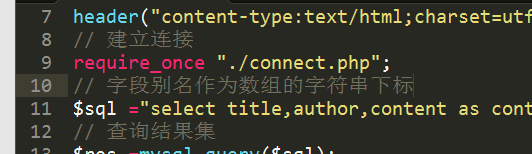 7 header("content-type:text/html;charset=utf
8 // 建立连接
9 require_once "./connect.php";
10 // 字段别名作为数组的字符串下标
11 $sql ="select title,author,content as cont
12 // 查询结果集
13 $res =mysql_query($sql);